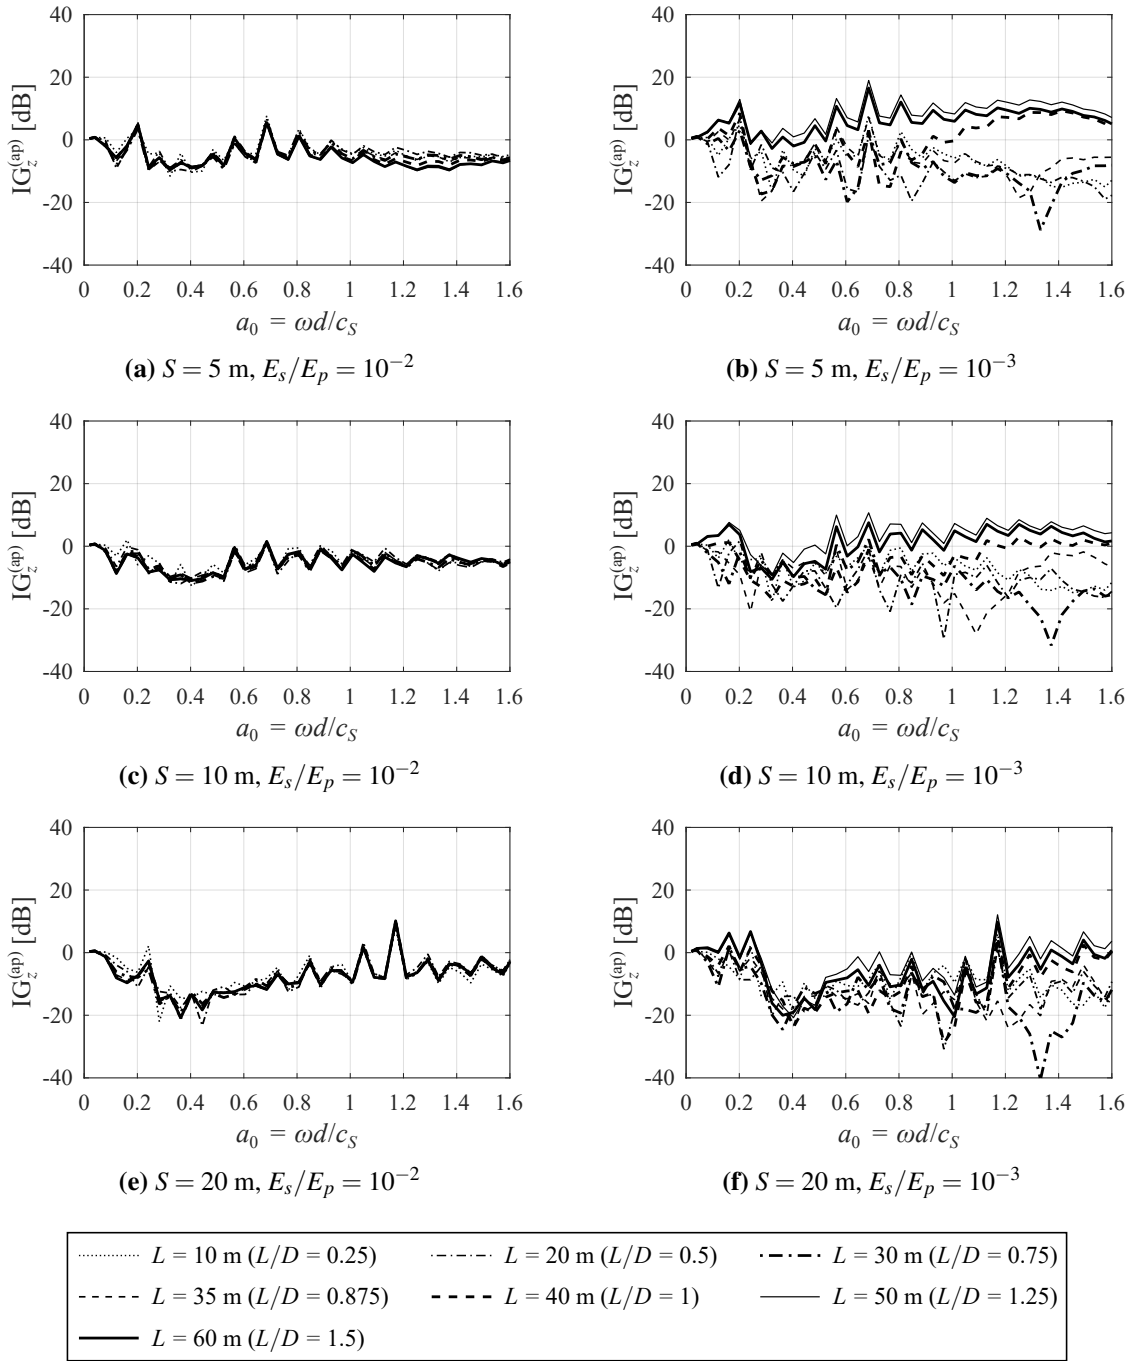 40
20
0
-20
-40
IG_z^(ap) [dB]
0 0.2 0.4 0.6 0.8 1 1.2 1.4 1.6
a_0 = ωd/c_S
(a) S = 5 m, E_s/E_p = 10^−2
40
20
0
-20
-40
IG_z^(ap) [dB]
0 0.2 0.4 0.6 0.8 1 1.2 1.4 1.6
a_0 = ωd/c_S
(b) S = 5 m, E_s/E_p = 10^−3
40
20
0
-20
-40
IG_z^(ap) [dB]
0 0.2 0.4 0.6 0.8 1 1.2 1.4 1.6
a_0 = ωd/c_S
(c) S = 10 m, E_s/E_p = 10^−2
40
20
0
-20
-40
IG_z^(ap) [dB]
0 0.2 0.4 0.6 0.8 1 1.2 1.4 1.6
a_0 = ωd/c_S
(d) S = 10 m, E_s/E_p = 10^−3
40
20
0
-20
-40
IG_z^(ap) [dB]
0 0.2 0.4 0.6 0.8 1 1.2 1.4 1.6
a_0 = ωd/c_S
(e) S = 20 m, E_s/E_p = 10^−2
40
20
0
-20
-40
IG_z^(ap) [dB]
0 0.2 0.4 0.6 0.8 1 1.2 1.4 1.6
a_0 = ωd/c_S
(f) S = 20 m, E_s/E_p = 10^−3
L = 10 m (L/D = 0.25) L = 20 m (L/D = 0.5) L = 30 m (L/D = 0.75)
L = 35 m (L/D = 0.875) L = 40 m (L/D = 1) L = 50 m (L/D = 1.25)
L = 60 m (L/D = 1.5)